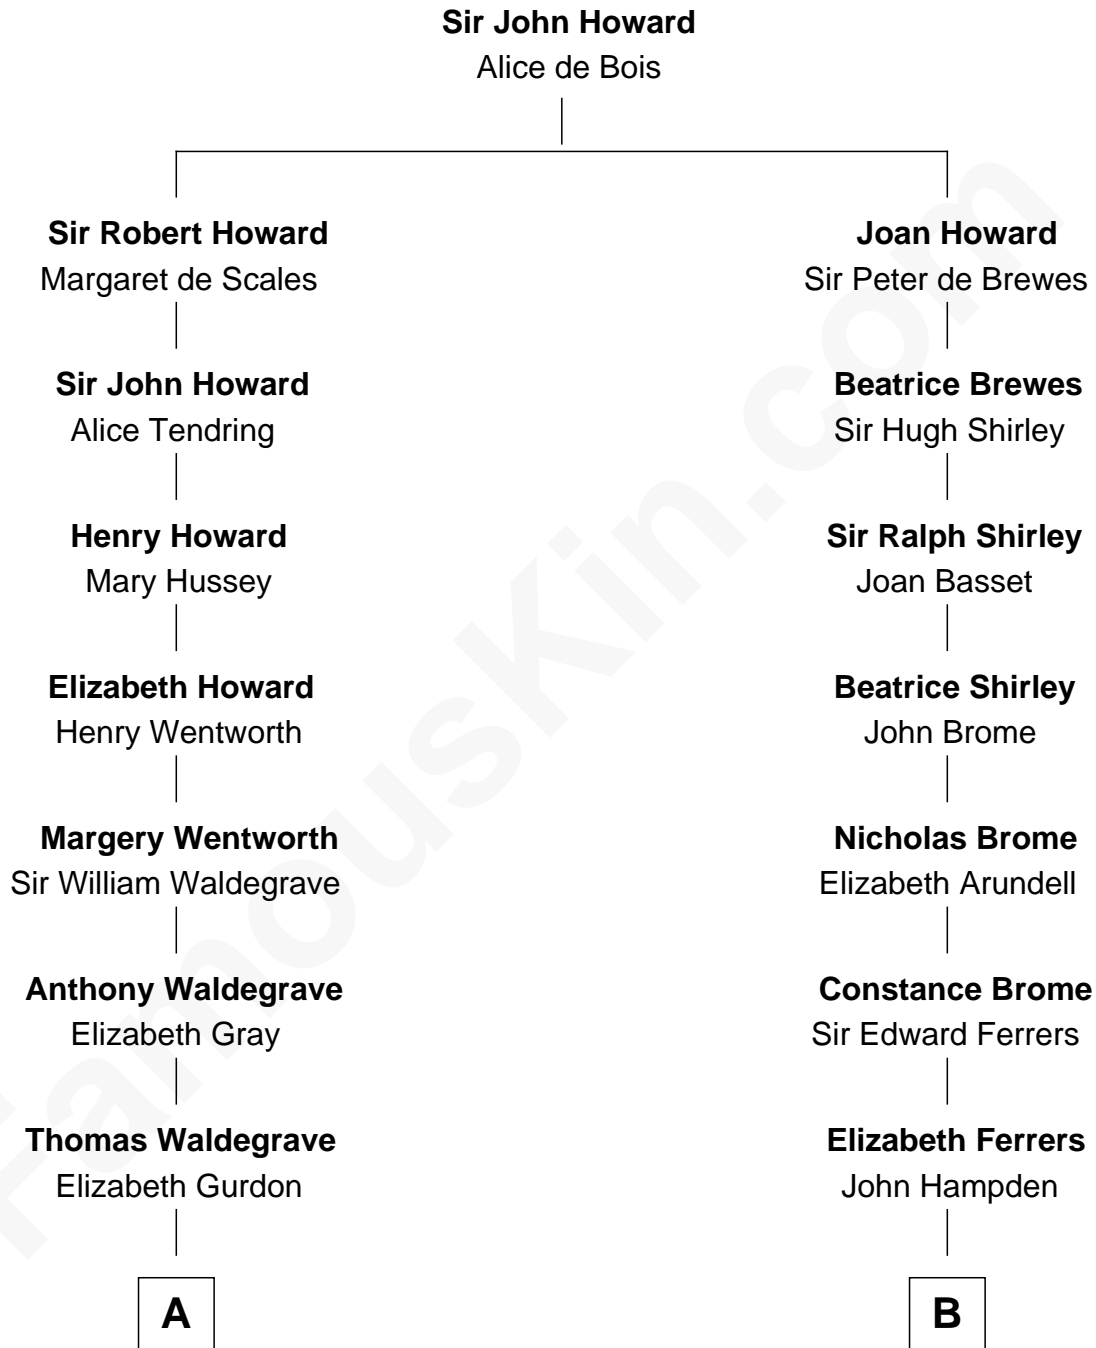 Sir John Howard
Alice de Bois
Sir Robert Howard
Margaret de Scales
Joan Howard
Sir Peter de Brewes
Sir John Howard
Alice Tendring
Beatrice Brewes
Sir Hugh Shirley
Henry Howard
Mary Hussey
Sir Ralph Shirley
Joan Basset
Elizabeth Howard
Henry Wentworth
Beatrice Shirley
John Brome
Margery Wentworth
Sir William Waldegrave
Nicholas Brome
Elizabeth Arundell
Anthony Waldegrave
Elizabeth Gray
Constance Brome
Sir Edward Ferrers
Thomas Waldegrave
Elizabeth Gurdon
Elizabeth Ferrers
John Hampden
A
B
FamousKin.com